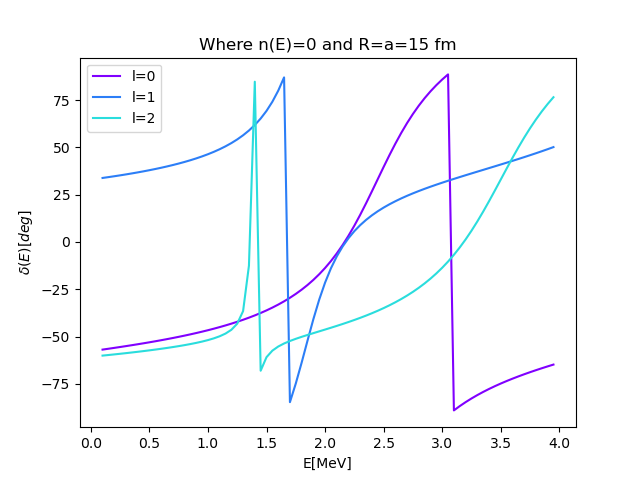 Where n(E)=0 and R=a=15 fm
l=0
l=1
l=2
75
50
25
0
−25
−50
−75
δ(E)[deg]
0.0 0.5 1.0 1.5 2.0 2.5 3.0 3.5 4.0
E[MeV]